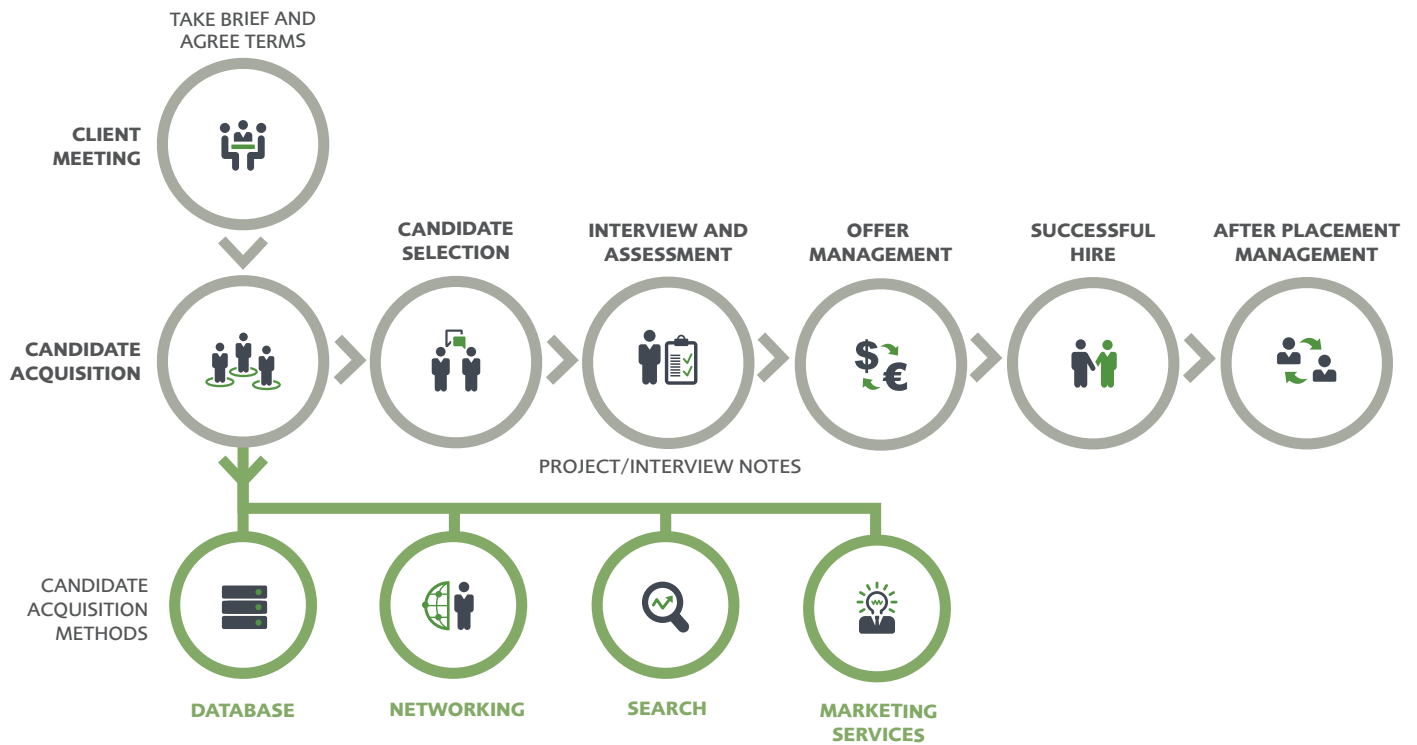 TAKE BRIEF AND
AGREE TERMS
CLIENT
MEETING
CANDIDATE
ACQUISITION
CANDIDATE
SELECTION
INTERVIEW AND
ASSESSMENT
OFFER
MANAGEMENT
SUCCESSFUL
HIRE
AFTER PLACEMENT
MANAGEMENT
$
€
PROJECT/INTERVIEW NOTES
CANDIDATE
ACQUISITION
METHODS
DATABASE
NETWORKING
SEARCH
MARKETING
SERVICES